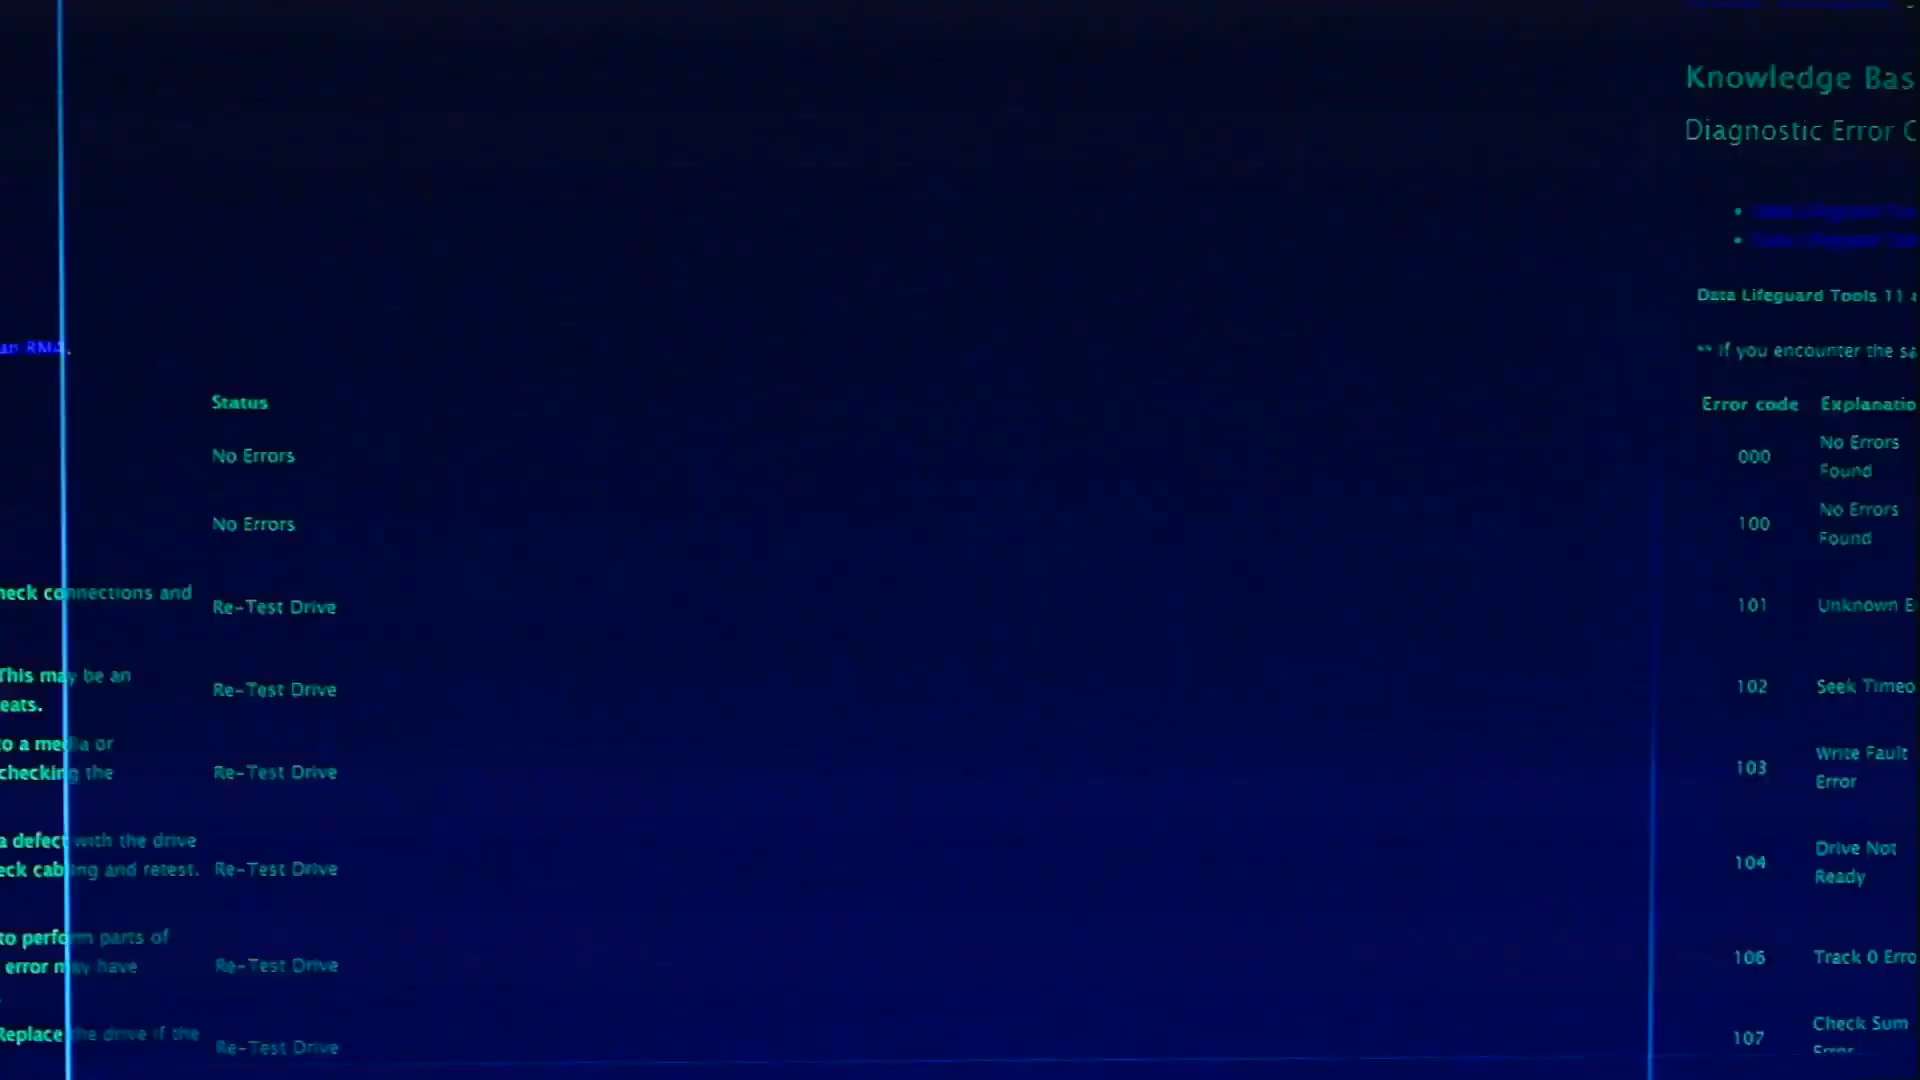 an RMA.
Status
No Errors
No Errors
heck connections and
Re-Test Drive
This may be an
eats.
Re-Test Drive
to a media or
checking the
Re-Test Drive
a defect with the drive
eck cabling and retest.
Re-Test Drive
to perform parts of
error may have
Re-Test Drive
Replace the drive if the
Re-Test Drive
Knowledge Bas
Diagnostic Error C
Data Lifeguard Tools 11
** If you encounter the sa
Error code Explanatio
000 No Errors
Found
100 No Errors
Found
101 Unknown E
102 Seek Timeo
103 Write Fault
Error
104 Drive Not
Ready
106 Track 0 Erro
107 Check Sum
Error